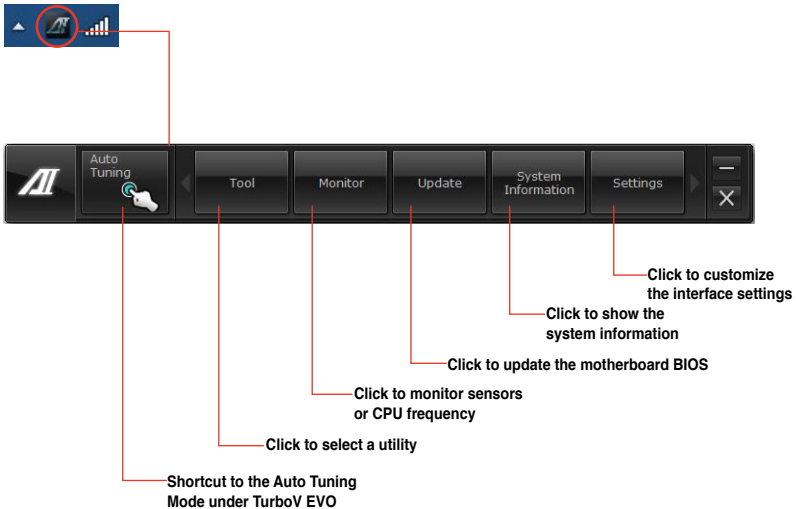 Auto
Tuning
Tool
Monitor
Update
System
Information
Settings
Click to customize
the interface settings
Click to show the
system information
Click to update the motherboard BIOS
Click to monitor sensors
or CPU frequency
Click to select a utility
Shortcut to the Auto Tuning
Mode under TurboV EVO